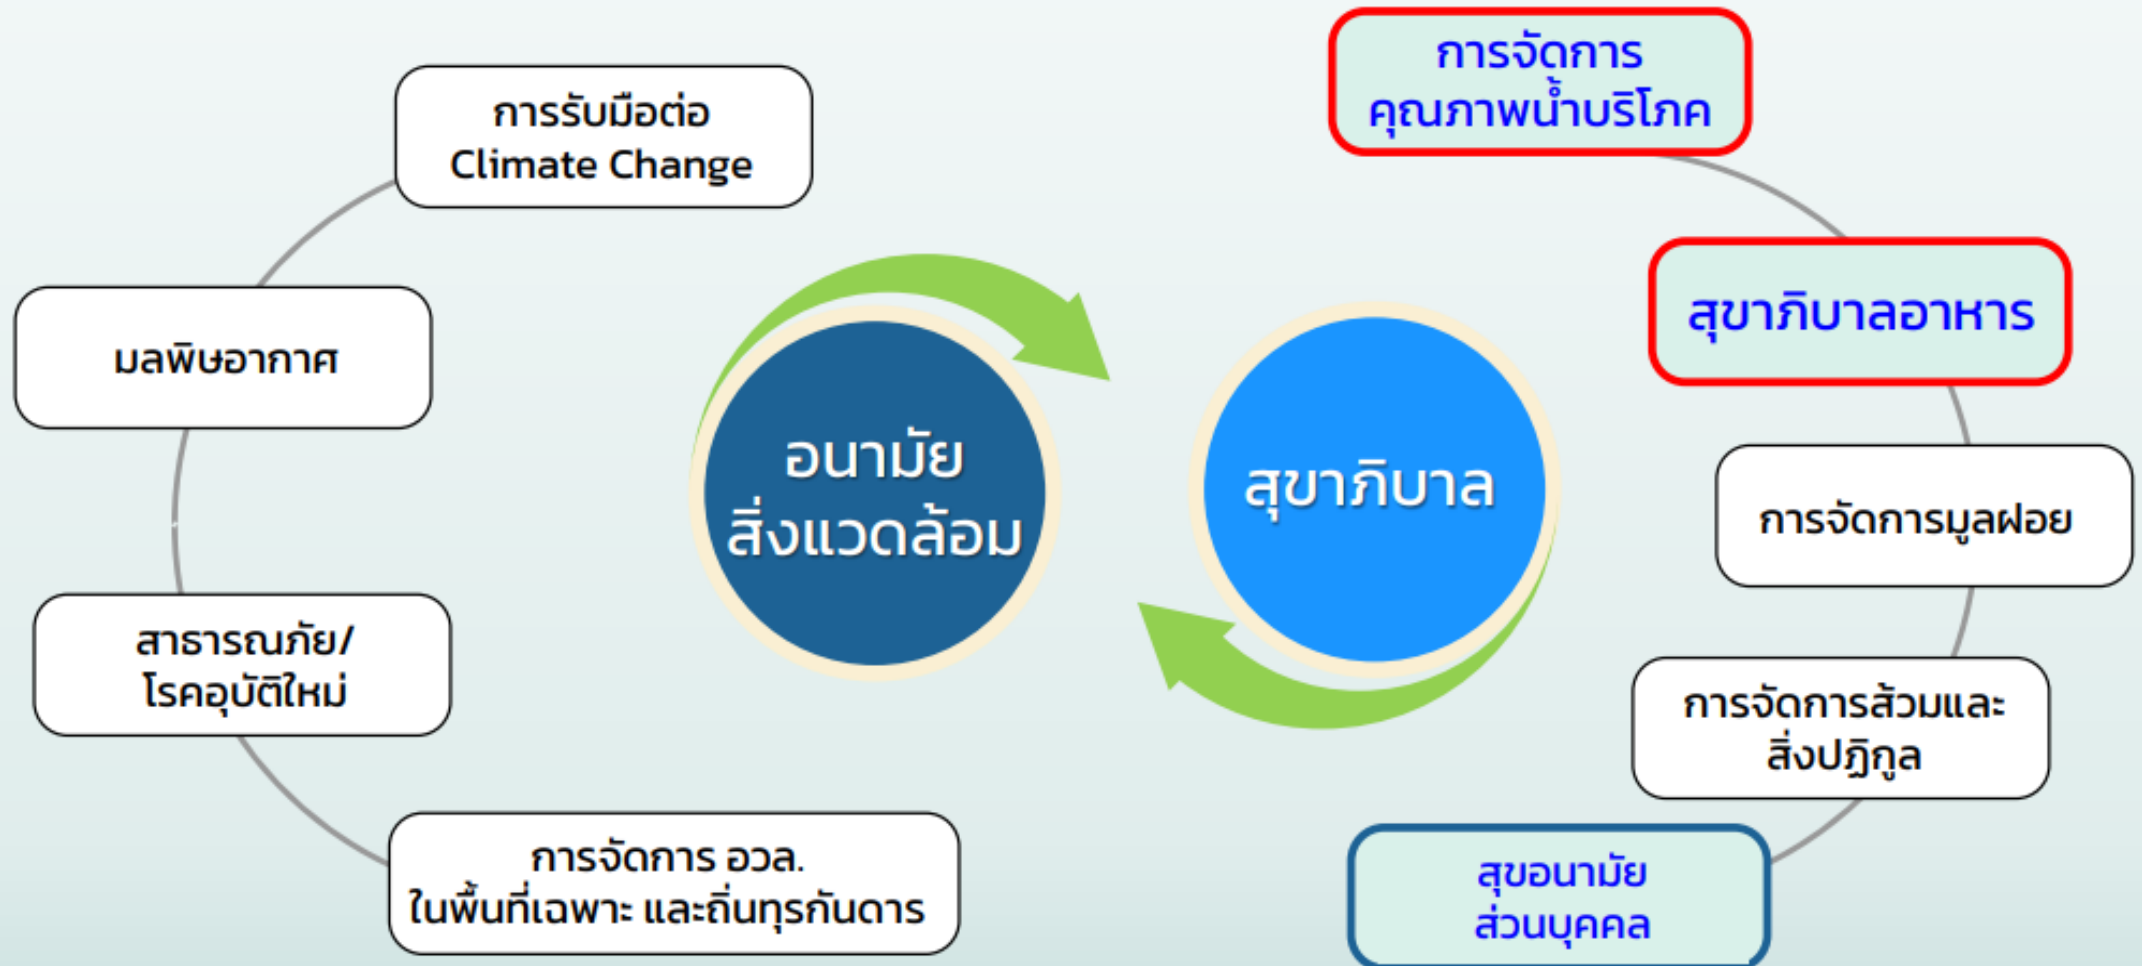 การรับมือต่อ
Climate Change
มลพิษอากาศ
สาธารณภัย/
โรคอุบัติใหม่
การจัดการ อวล.
ในพื้นที่เฉพาะ และถิ่นทุรกันดาร
อนามัย
สิ่งแวดล้อม
สุขาภิบาล
การจัดการ
คุณภาพน้ำบริโภค
สุขาภิบาลอาหาร
การจัดการมูลฝอย
การจัดการส้วมและ
สิ่งปฏิกูล
สุขอนามัย
ส่วนบุคคล